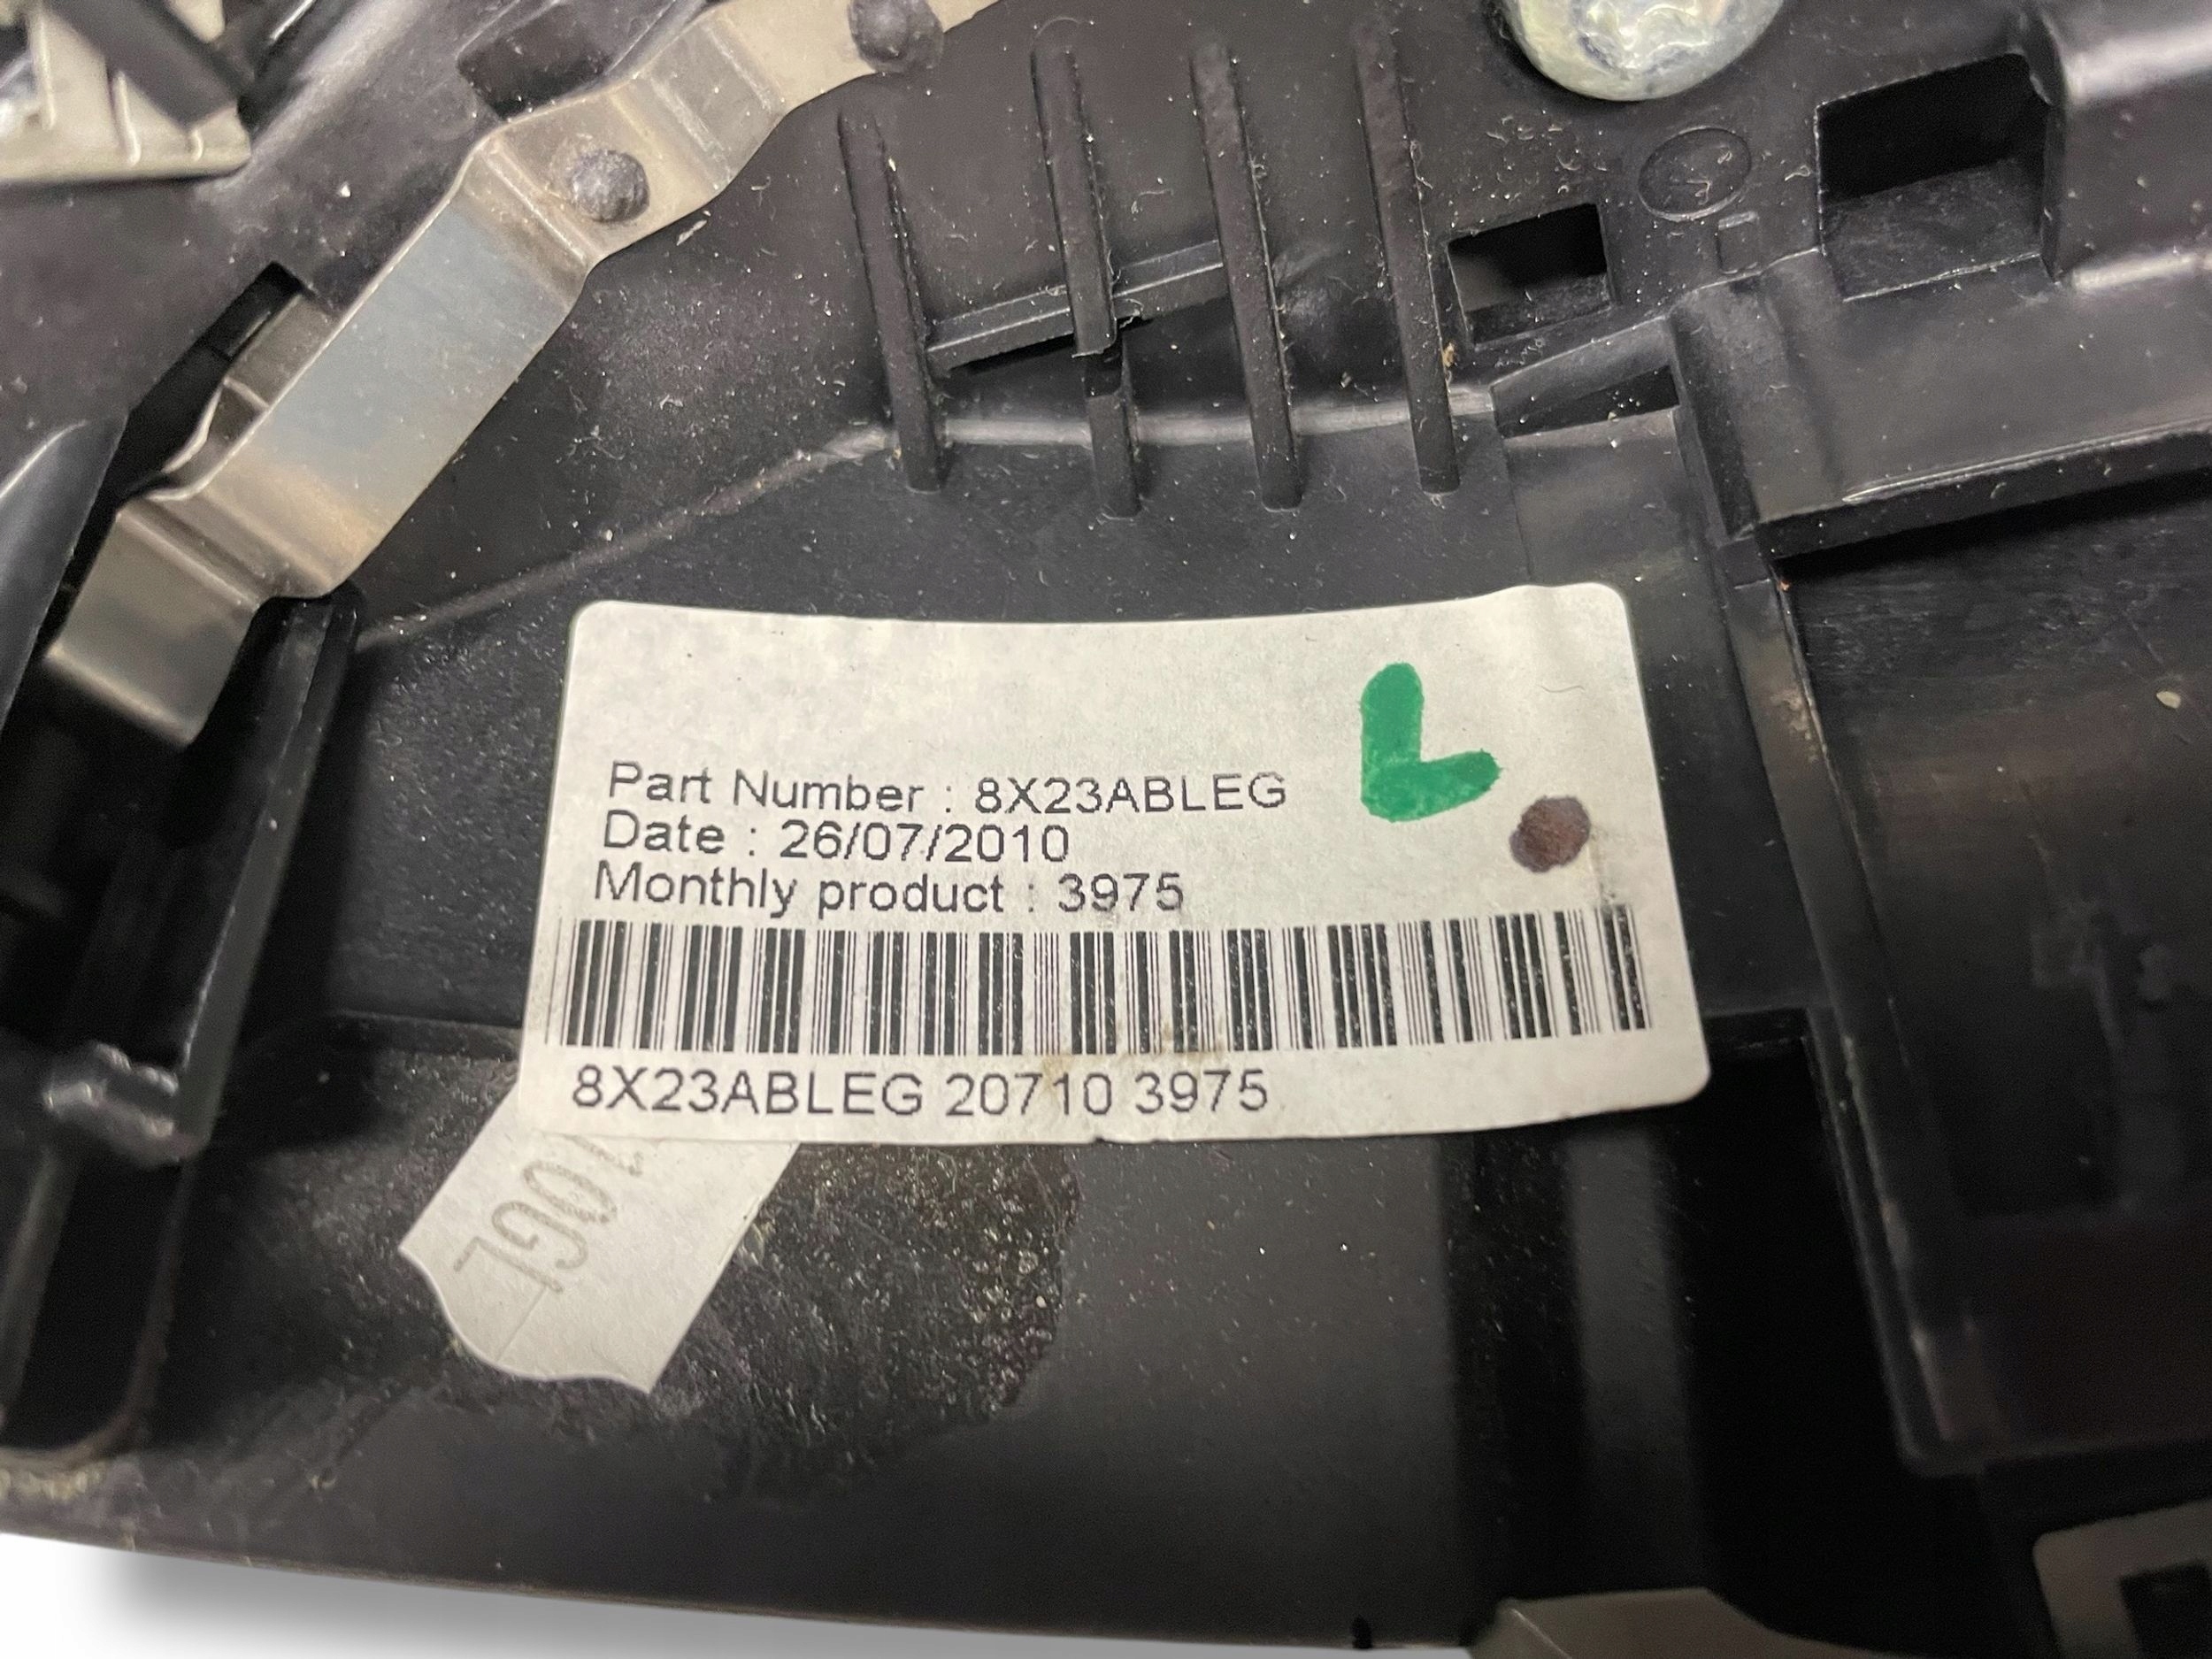 L
Part Number : 8X23ABLEG
Date : 26/07/2010
Monthly product : 3975
8X23ABLEG 20710 3975